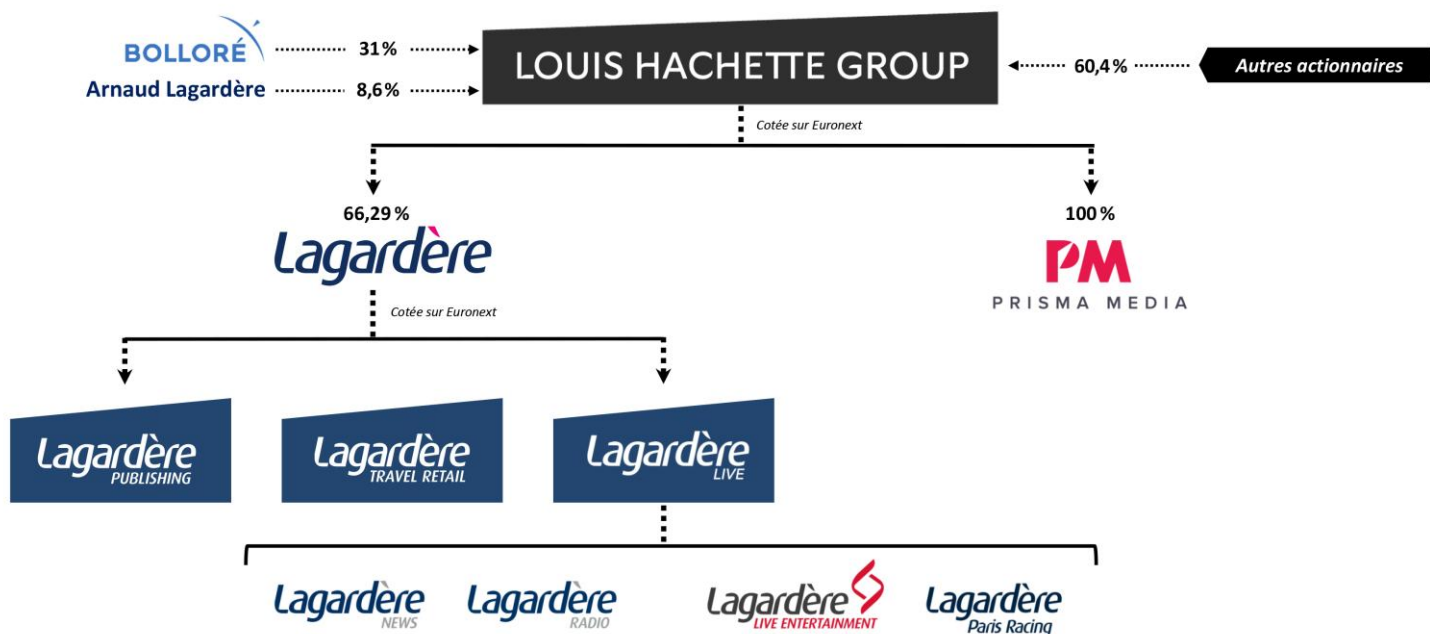 BOLLORÉ
31 %
Arnaud Lagardère
8,6 %
LOUIS HACHETTE GROUP
60,4 %
Autres actionnaires
Cotée sur Euronext
66,29 %
Lagardère
100 %
PM
PRISMA MEDIA
Cotée sur Euronext
Lagardère
PUBLISHING
Lagardère
TRAVEL RETAIL
Lagardère
LIVE
Lagardère
NEWS
Lagardère
RADIO
Lagardère
LIVE ENTERTAINMENT
Lagardère
Paris Racing